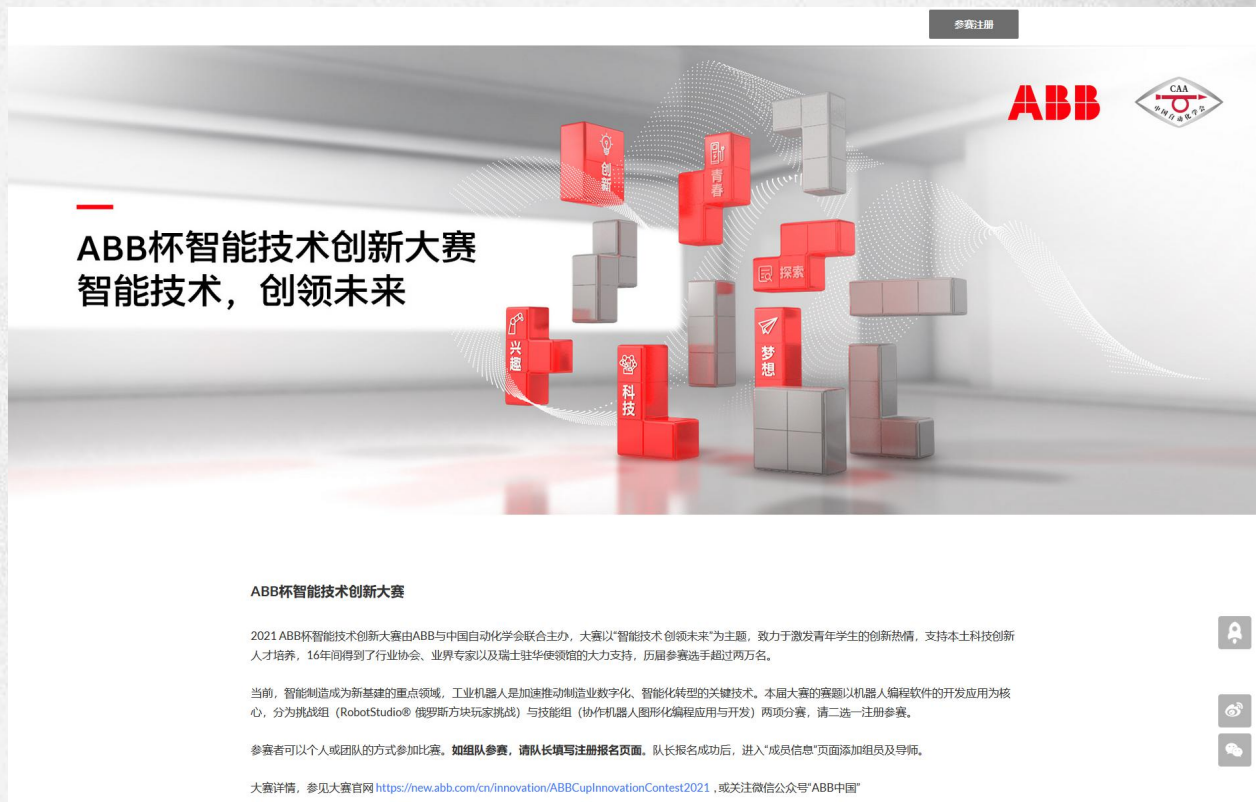 参赛注册
ABB
CAA
中国自动化学会
ABB杯智能技术创新大赛
智能技术，创领未来
创新
青春
探索
兴趣
科技
梦想
ABB杯智能技术创新大赛
2021 ABB杯智能技术创新大赛由ABB与中国自动化学会联合主办，大赛以“智能技术 创领未来”为主题，致力于激发青年学生的创新热情，支持本土科技创新
人才培养，16年间得到了行业协会、业界专家以及瑞士驻华使领馆的大力支持，历届参赛选手超过两万名。
当前，智能制造成为新基建的重点领域，工业机器人是加速推动制造业数字化、智能化转型的关键技术。本届大赛的赛题以机器人编程软件的开发应用为核
心，分为挑战组（RobotStudio® 俄罗斯方块玩家挑战）与技能组（协作机器人图形化编程应用与开发）两项分赛，请二选一注册参赛。
参赛者可以个人或团队的方式参加比赛。如组队参赛，请队长填写注册报名页面。队长报名成功后，进入“成员信息”页面添加组员及导师。
大赛详情，参见大赛官网 https://new.abb.com/cn/innovation/ABBCupInnovationContest2021 , 或关注微信公众号“ABB中国”